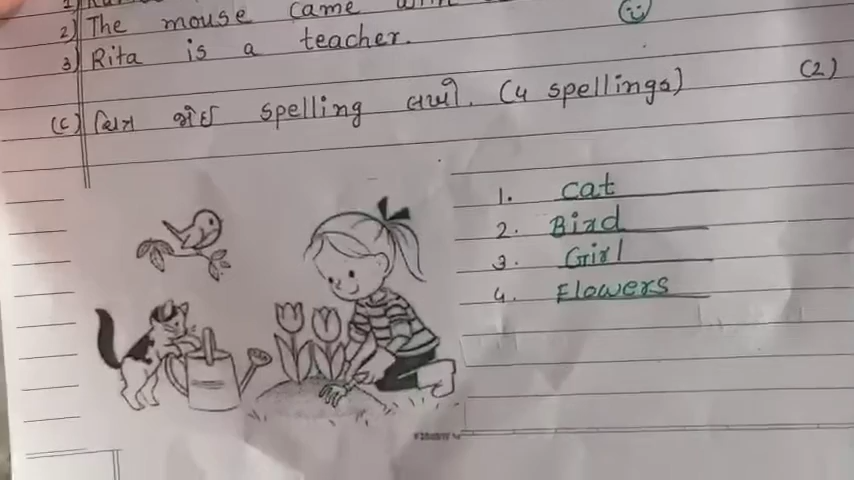 2) The mouse came
3) Rita is a teacher.
(C) ચિત્ર જોઈ spelling લખો. (4 spellings) (2)
1. Cat
2. Bird
3. Girl
4. Flowers